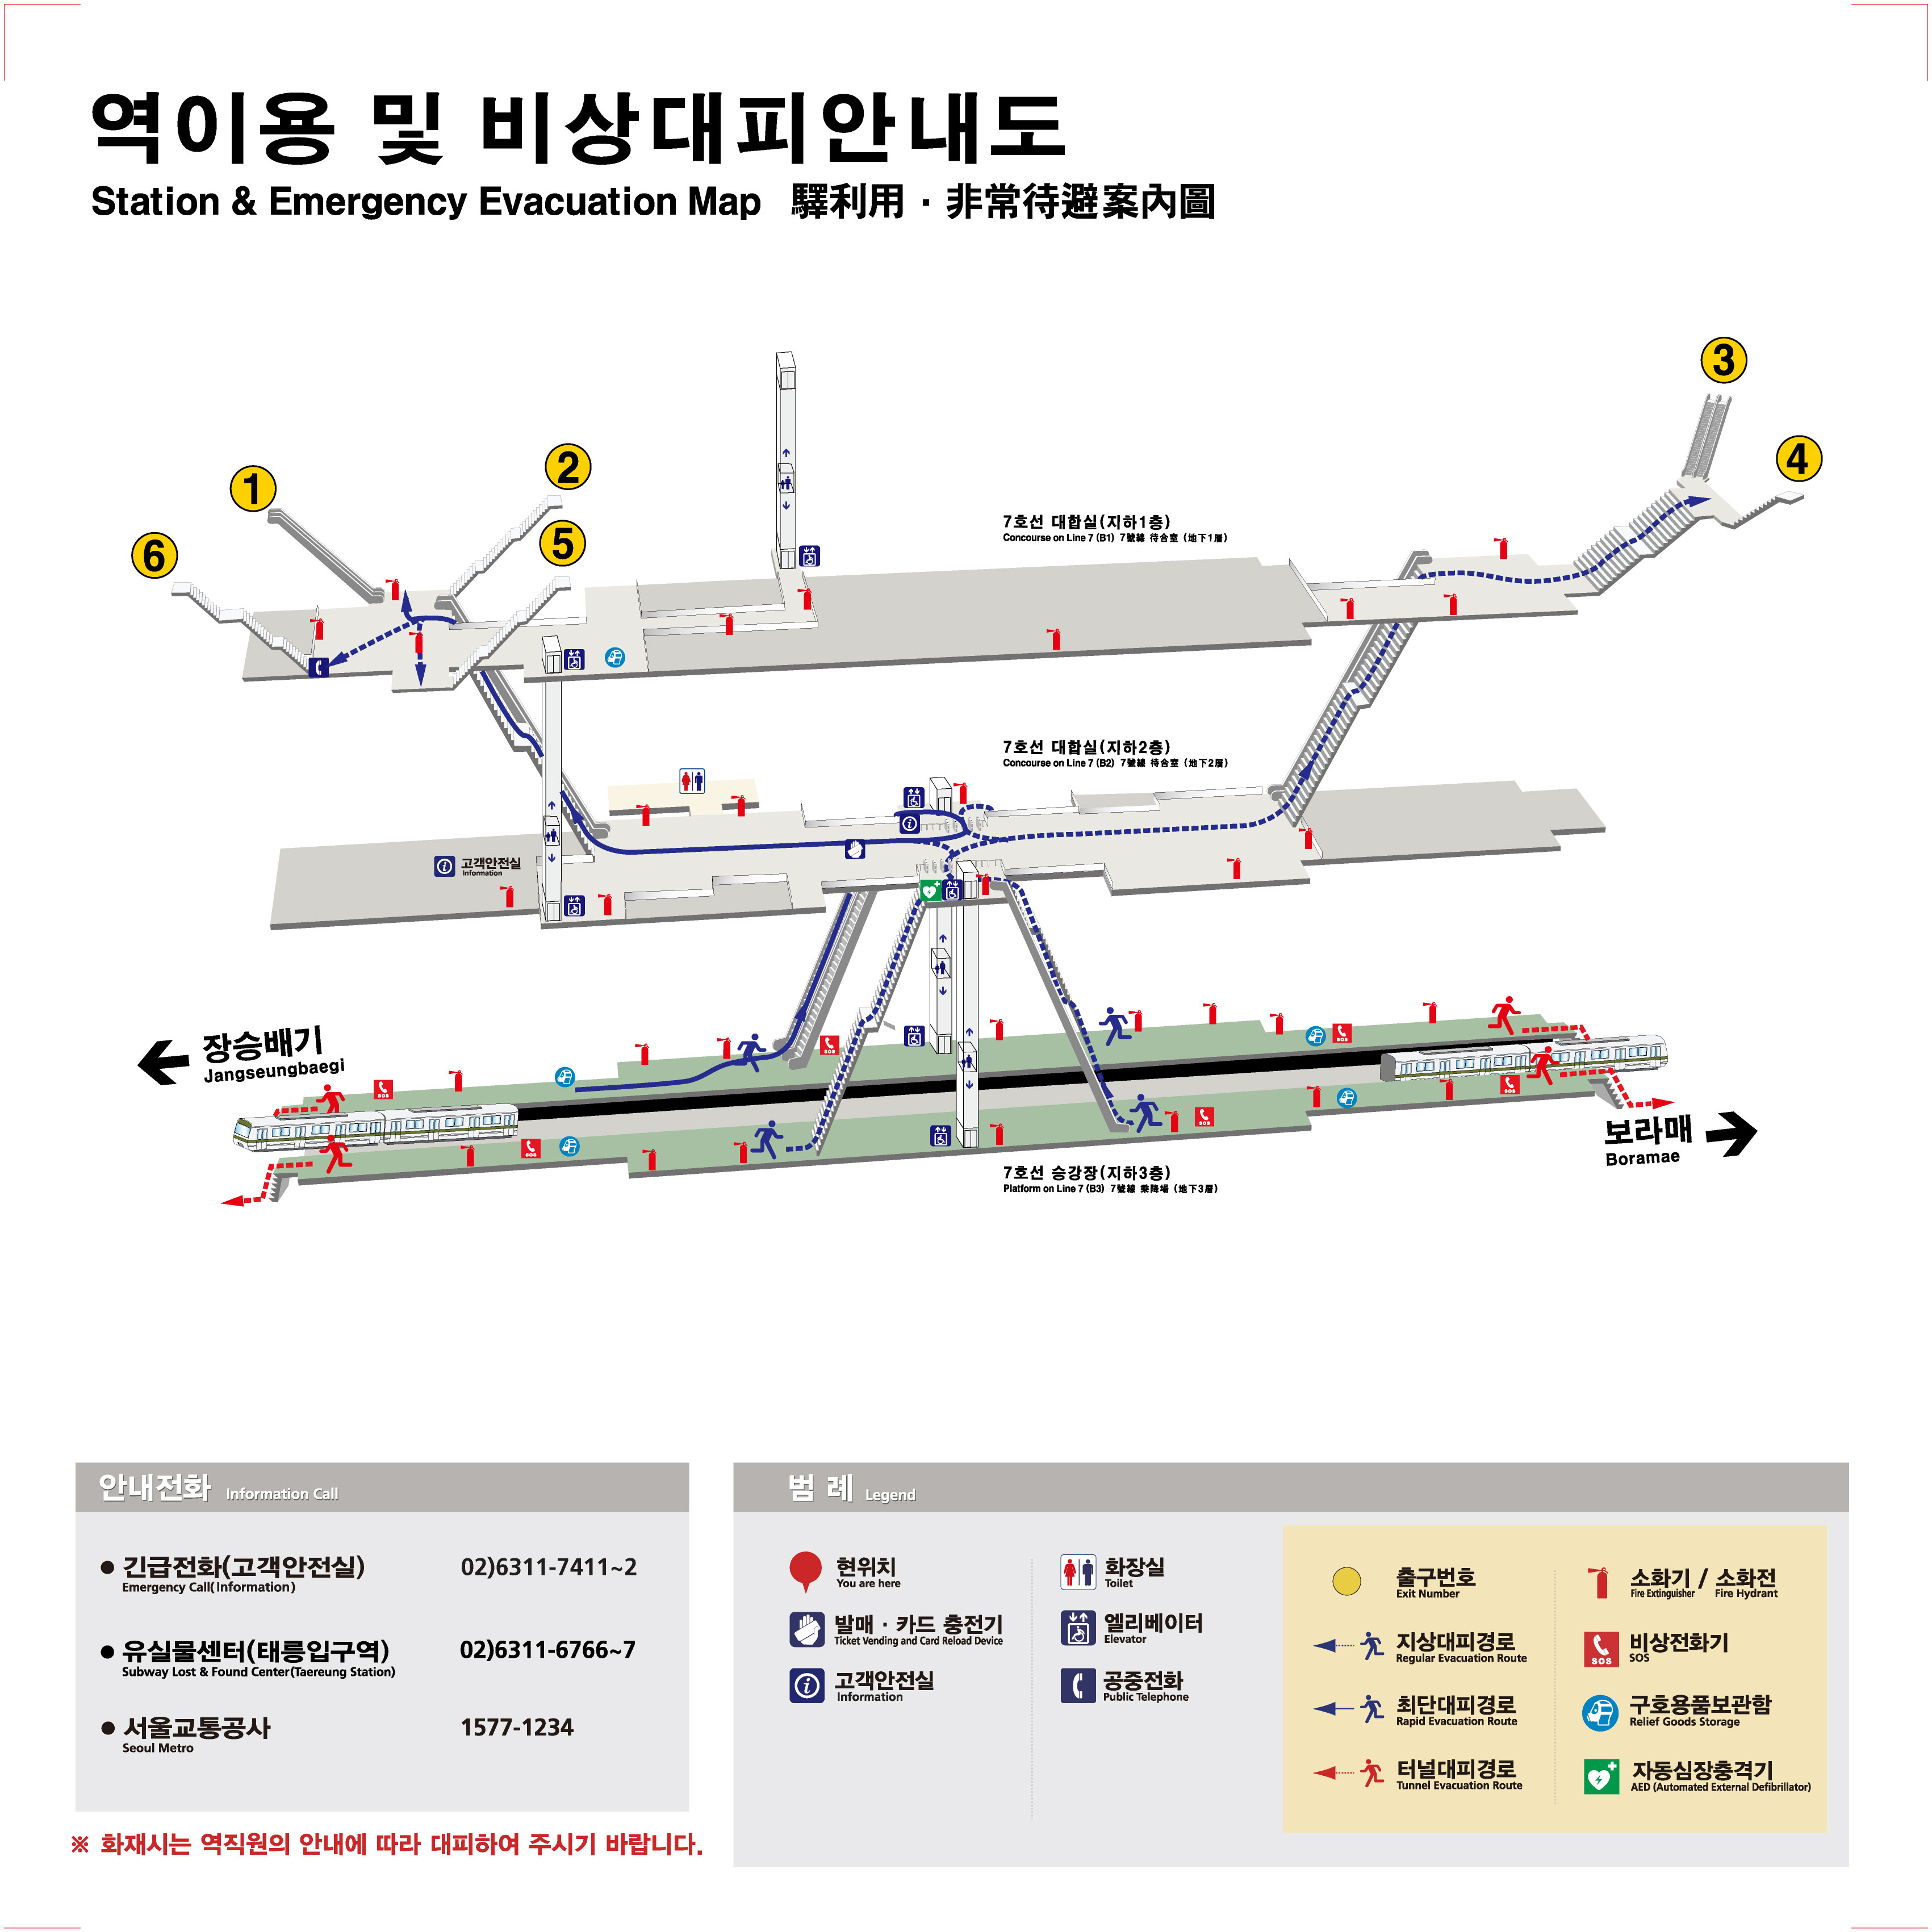 역이용 및 비상대피안내도
Station & Emergency Evacuation Map 驛利用 · 非常待避案內圖
3
2
4
1
5
6
7호선 대합실(지하1층)
Concourse on Line 7 (B1) 7號線 待合室 (地下1層)
7호선 대합실(지하2층)
Concourse on Line 7 (B2) 7號線 待合室 (地下2層)
고객안전실
Information
장승배기
Jangseungbaegi
SOS
SOS
SOS
SOS
SOS
SOS
보라매
Boramae
7호선 승강장(지하3층)
Platform on Line 7 (B3) 7號線 乘降場 (地下3層)
안내전화 Information Call
긴급전화(고객안전실) 02)6311-7411~2
Emergency Call(Information)
유실물센터(태릉입구역) 02)6311-6766~7
Subway Lost & Found Center(Taereung Station)
서울교통공사 1577-1234
Seoul Metro
※ 화재시는 역직원의 안내에 따라 대피하여 주시기 바랍니다.
범 례 Legend
현위치
You are here
발매 · 카드 충전기
Ticket Vending and Card Reload Device
고객안전실
Information
화장실
Toilet
엘리베이터
Elevator
공중전화
Public Telephone
출구번호
Exit Number
지상대피경로
Regular Evacuation Route
최단대피경로
Rapid Evacuation Route
터널대피경로
Tunnel Evacuation Route
소화기 / 소화전
Fire Extinguisher / Fire Hydrant
SOS
비상전화기
SOS
구호용품보관함
Relief Goods Storage
자동심장충격기
AED (Automated External Defibrillator)